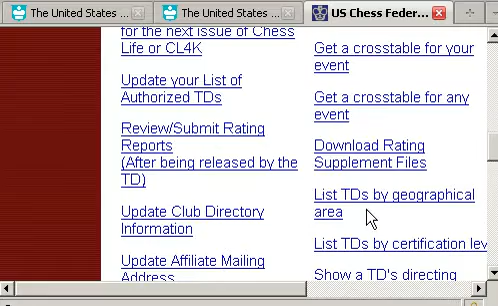 The United States ...
The United States ...
US Chess Feder...
for the next issue of Chess
Life or CL4K
Update your List of
Authorized TDs
Review/Submit Rating
Reports
(After being released by the
TD)
Update Club Directory
Information
Update Affiliate Mailing
Address
Get a crosstable for your
event
Get a crosstable for any
event
Download Rating
Supplement Files
List TDs by geographical
area
List TDs by certification lev
Show a TD's directing